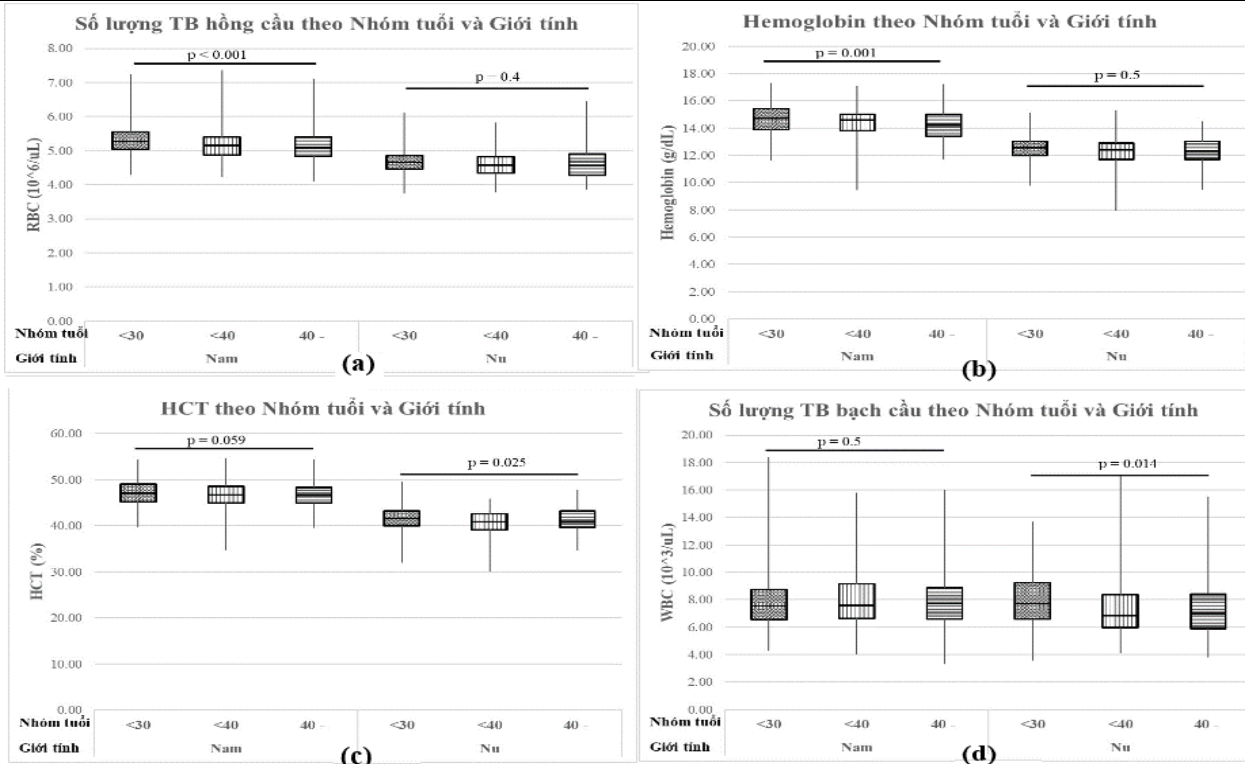 Số lượng TB hồng cầu theo Nhóm tuổi và Giới tính
8.00
7.00
6.00
5.00
4.00
3.00
2.00
1.00
0.00
RBC (10^6/uL)
p < 0.001
p = 0.4
Nhóm tuổi <30 <40 40 – <30 <40 40 –
Giới tính Nam Nu
(a)
Hemoglobin theo Nhóm tuổi và Giới tính
20.00
18.00
16.00
14.00
12.00
10.00
8.00
6.00
4.00
2.00
0.00
Hemoglobin (g/dL)
p = 0.001
p = 0.5
Nhóm tuổi <30 <40 40 – <30 <40 40 –
Giới tính Nam Nu
(b)
HCT theo Nhóm tuổi và Giới tính
60.00
50.00
40.00
30.00
20.00
10.00
0.00
HCT (%)
p = 0.059
p = 0.025
Nhóm tuổi <30 <40 40 – <30 <40 40 –
Giới tính Nam Nu
(c)
Số lượng TB bạch cầu theo Nhóm tuổi và Giới tính
20.00
18.00
16.00
14.00
12.00
10.00
8.00
6.00
4.00
2.00
0.00
WBC (10^3/uL)
p = 0.5
p = 0.014
Nhóm tuổi <30 <40 40 – <30 <40 40 –
Giới tính Nam Nu
(d)